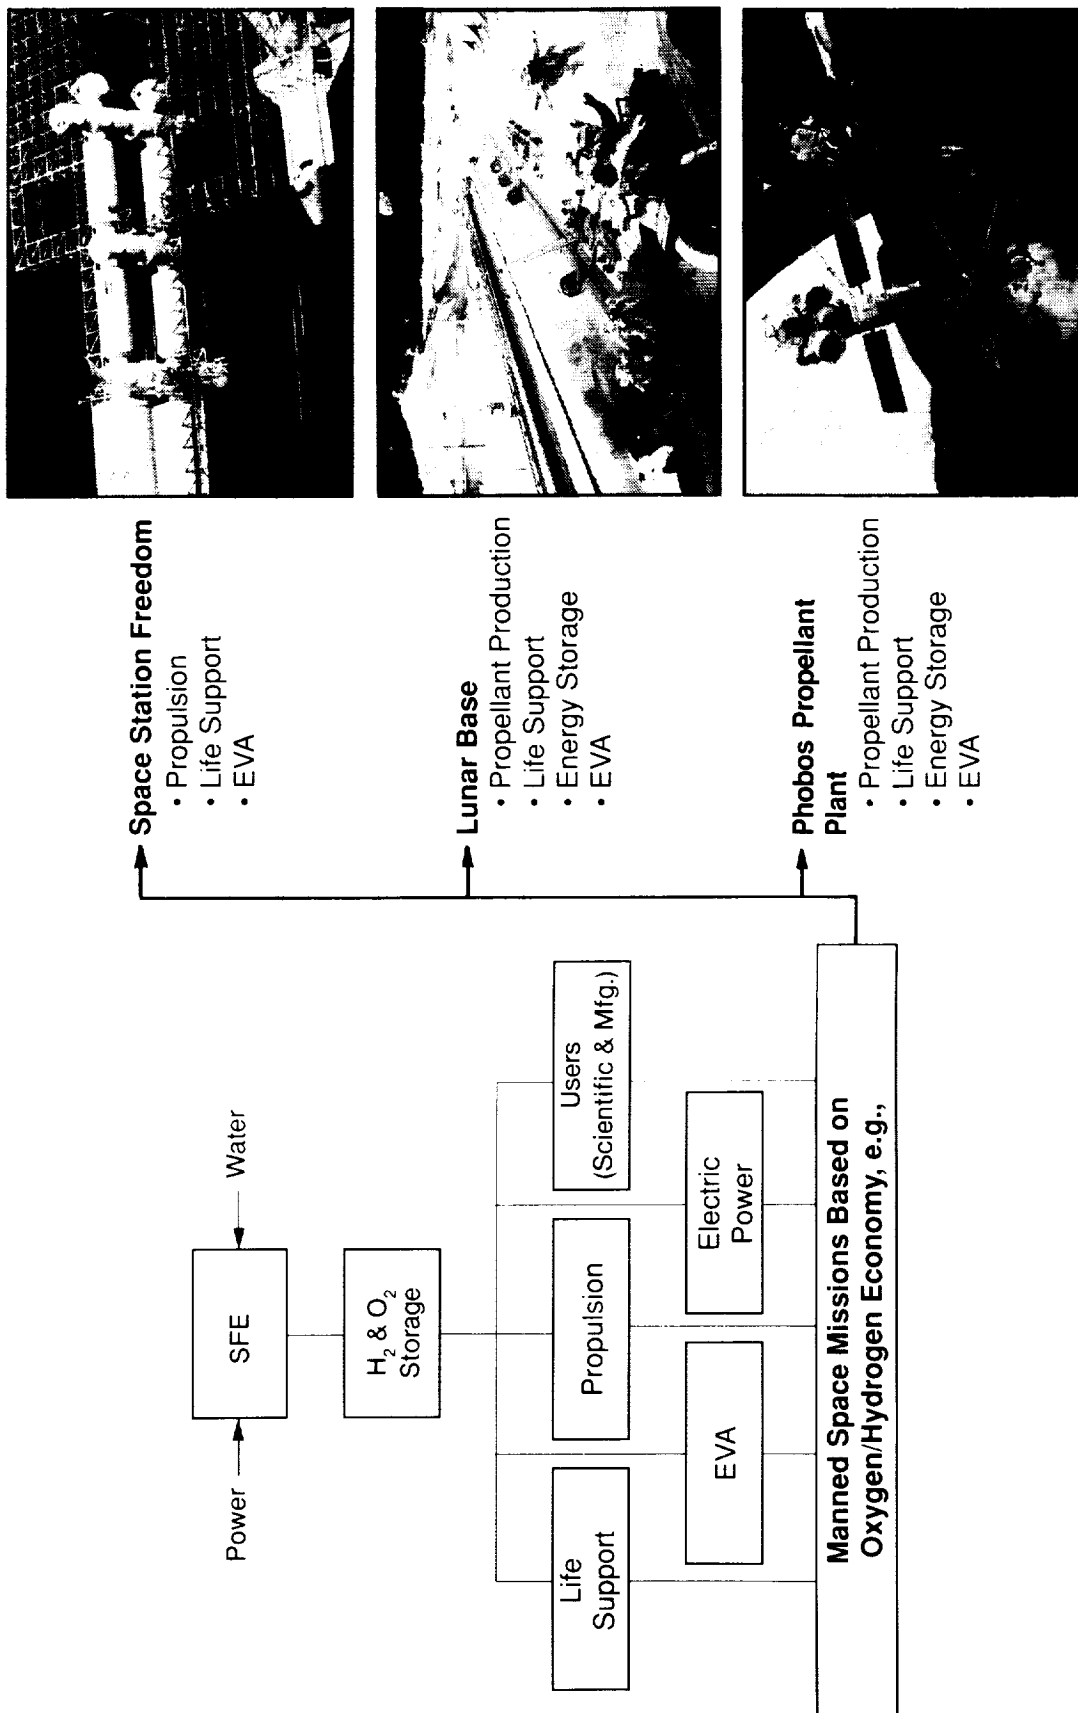 Power
SFE
Water
H₂ & O₂
Storage
Life
Support
Propulsion
Users
(Scientific & Mfg.)
EVA
Electric
Power
Manned Space Missions Based on
Oxygen/Hydrogen Economy, e.g.,
Space Station Freedom
• Propulsion
• Life Support
• EVA
Lunar Base
• Propellant Production
• Life Support
• Energy Storage
• EVA
Phobos Propellant
Plant
• Propellant Production
• Life Support
• Energy Storage
• EVA